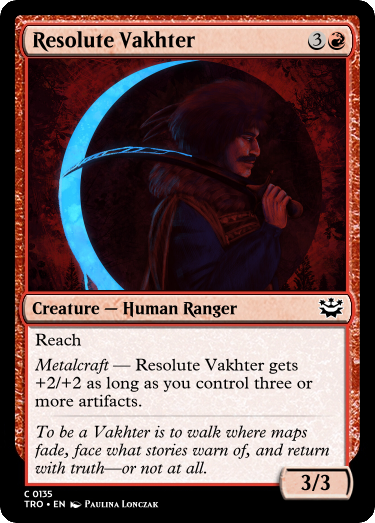 Resolute Vakhter
3
Creature — Human Ranger
Reach
Metalcraft — Resolute Vakhter gets
+2/+2 as long as you control three or
more artifacts.
To be a Vakhter is to walk where maps
fade, face what stories warn of, and return
with truth—or not at all.
3/3
C 0135
TRO • EN Paulina Lonczak